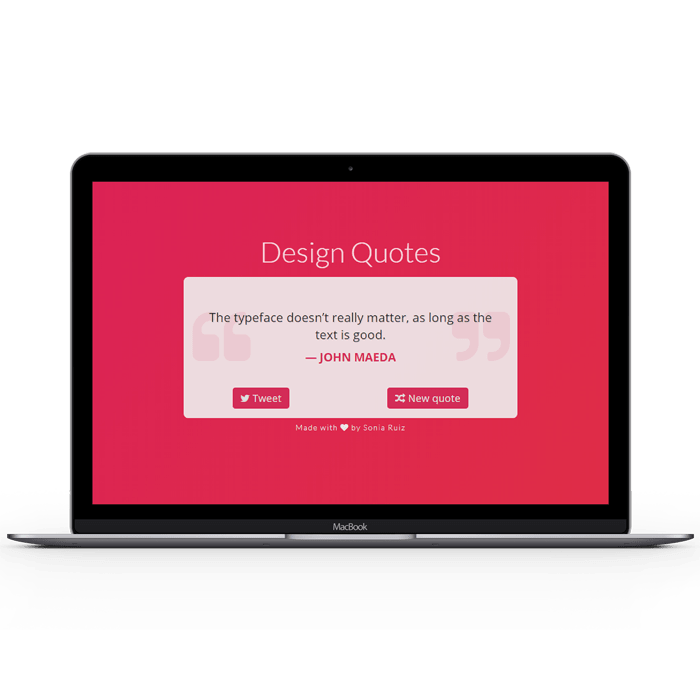 Design Quotes
The typeface doesn’t really matter, as long as the
text is good.
— JOHN MAEDA
Tweet
New quote
Made with by Sonia Ruiz
MacBook